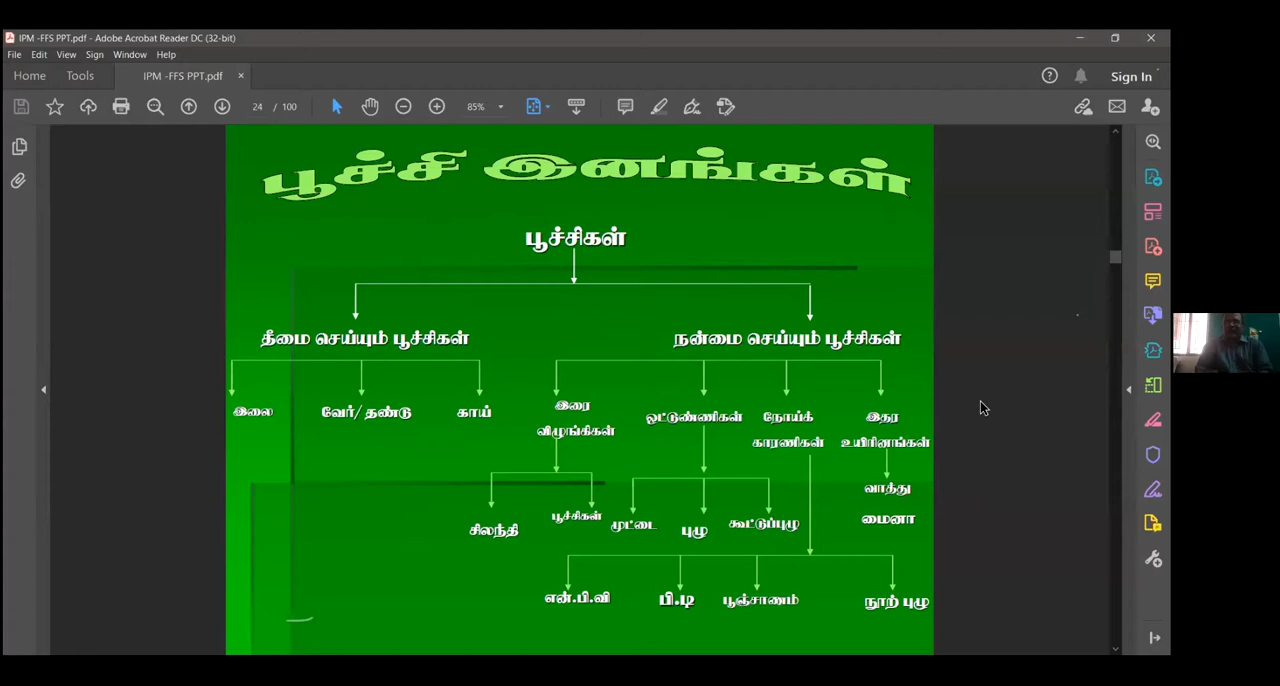 IPM -FFS PPT.pdf - Adobe Acrobat Reader DC (32-bit)
File Edit View Sign Window Help
Home Tools IPM -FFS PPT.pdf × Sign In
24 / 100 85%
பூச்சி இனங்கள்
பூச்சிகள்
தீமை செய்யும் பூச்சிகள் நன்மை செய்யும் பூச்சிகள்
இலை வேர்/ தண்டு காய் இரை விழுங்கிகள் ஒட்டுண்ணிகள் நோய்க் காரணிகள் இதர உயிரினங்கள்
வாத்து
மைனா
சிலந்தி பூச்சிகள் முட்டை புழு கூட்டுப்புழு
என்.பி.வி பி.டி பூஞ்சாணம் நூற் புழு